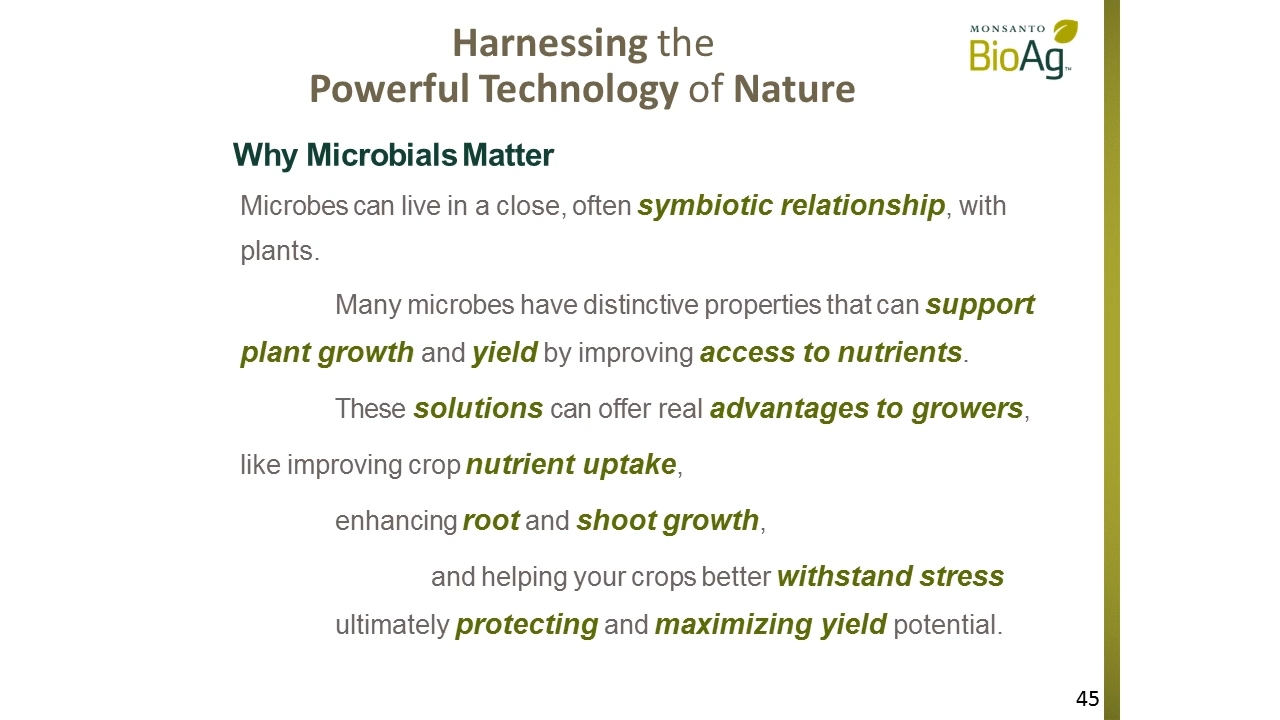 Harnessing the
Powerful Technology of Nature
MONSANTO
BioAg™
Why Microbials Matter
Microbes can live in a close, often symbiotic relationship, with
plants.
Many microbes have distinctive properties that can support
plant growth and yield by improving access to nutrients.
These solutions can offer real advantages to growers,
like improving crop nutrient uptake,
enhancing root and shoot growth,
and helping your crops better withstand stress
ultimately protecting and maximizing yield potential.
45